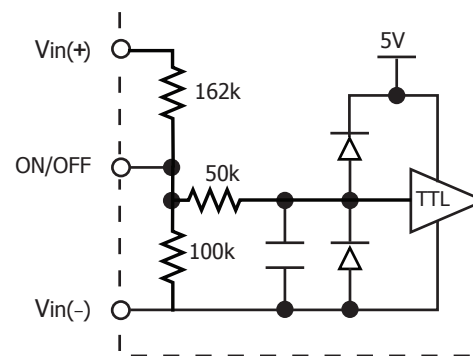 Vin(+)
5V
162k
ON/OFF
50k
TTL
100k
Vin(−)